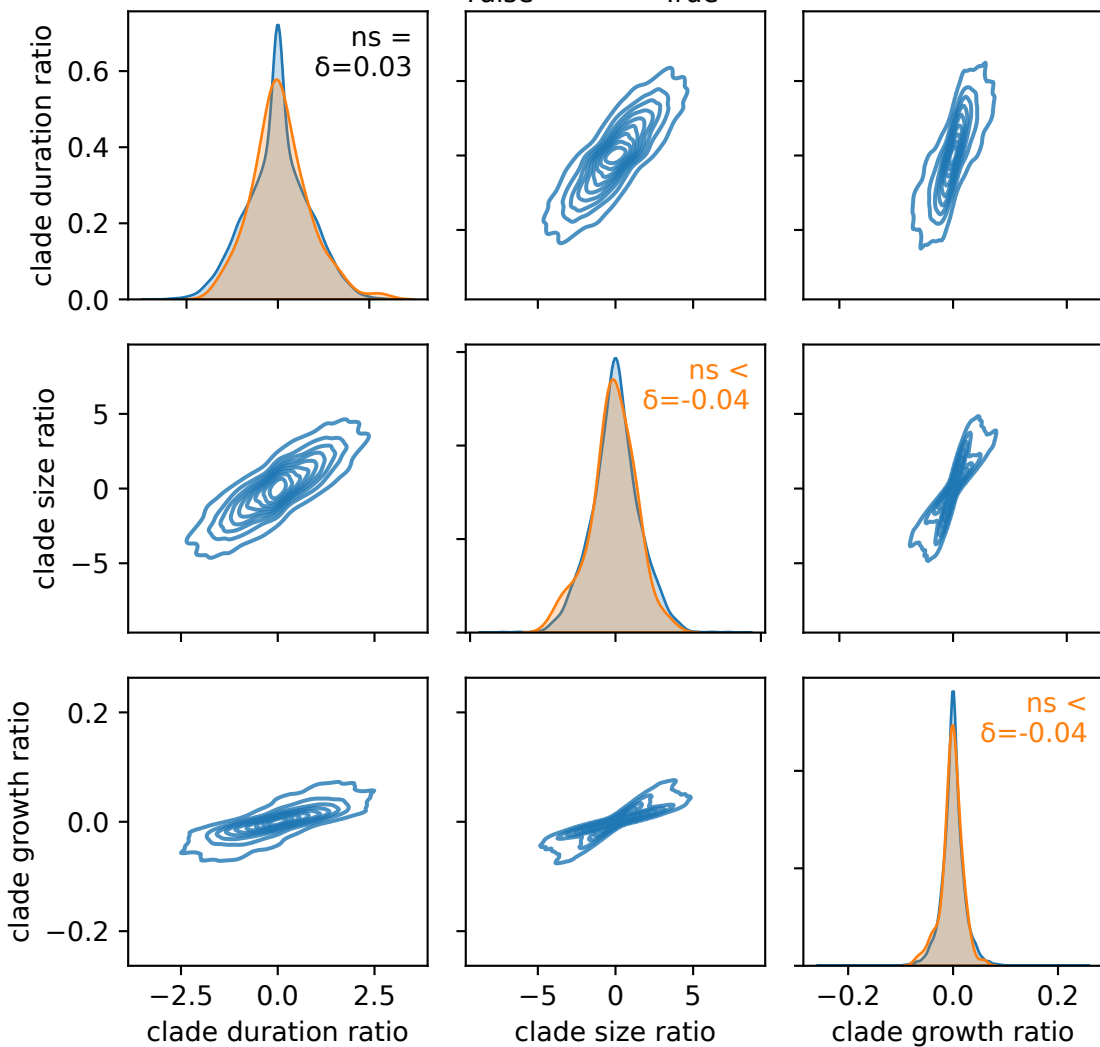 clade duration ratio
0.6
0.4
0.2
0.0
ns =
δ=0.03
clade size ratio
5
0
−5
ns <
δ=-0.04
clade growth ratio
0.2
0.0
−0.2
ns <
δ=-0.04
−2.5 0.0 2.5
−5 0 5
−0.2 0.0 0.2
clade duration ratio
clade size ratio
clade growth ratio